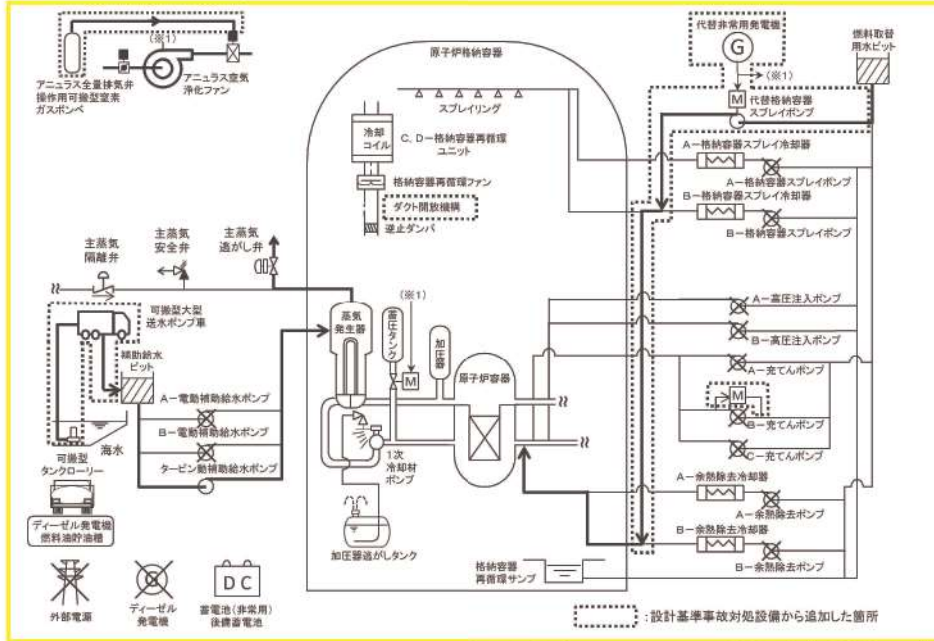 (※1)
アニュラス全量排気弁
操作用可搬型窒素
ガスボンベ
アニュラス空気
浄化ファン
原子炉格納容器
代替非常用発電機
G
(※1)
M
代替格納容器
スプレイポンプ
燃料取替
用水ピット
スプレイリング
冷却
コイル
C, D-格納容器再循環
ユニット
格納容器再循環ファン
ダクト開放機構
逆止ダンパ
A-格納容器スプレイ冷却器
A-格納容器スプレイポンプ
B-格納容器スプレイ冷却器
B-格納容器スプレイポンプ
主蒸気
隔離弁
主蒸気
安全弁
主蒸気
逃がし弁
可搬型大型
送水ポンプ車
補助給水
ピット
海水
A-電動補助給水ポンプ
B-電動補助給水ポンプ
タービン動補助給水ポンプ
蒸気
発生器
蓄圧タンク
(※1)
M
加圧器
原子炉容器
1次
冷却材
ポンプ
加圧器逃がしタンク
A-高圧注入ポンプ
B-高圧注入ポンプ
A-充てんポンプ
M
B-充てんポンプ
C-充てんポンプ
A-余熱除去冷却器
A-余熱除去ポンプ
B-余熱除去冷却器
B-余熱除去ポンプ
格納容器
再循環サンプ
可搬型
タンクローリー
ディーゼル発電機
燃料油貯油槽
外部電源
ディーゼル
発電機
DC
蓄電池(非常用)
後備蓄電池
:設計基準事故対処設備から追加した箇所